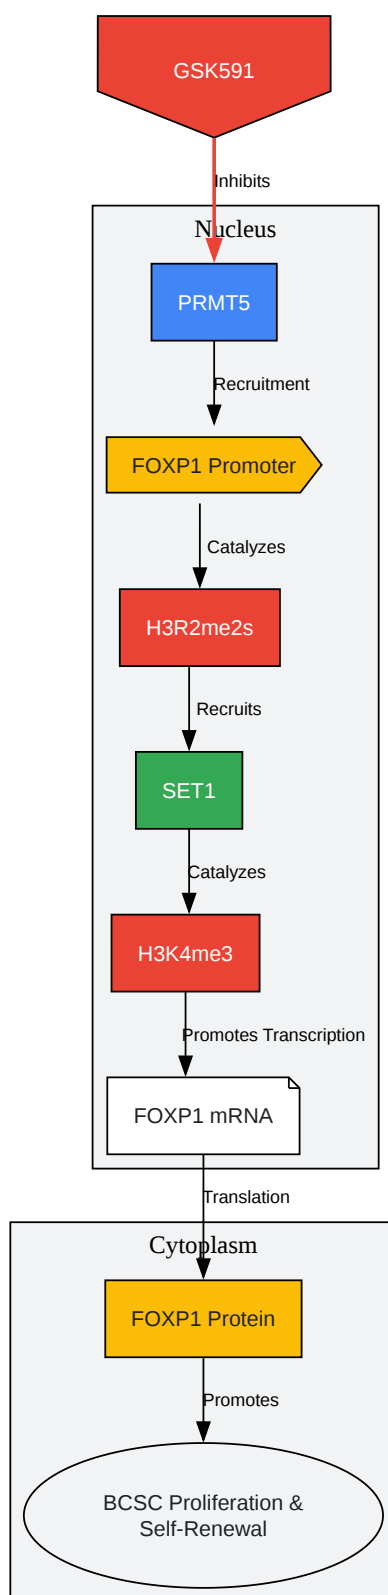 GSK591
Inhibits
Nucleus
PRMT5
Recruitment
FOXP1 Promoter
Catalyzes
H3R2me2s
Recruits
SET1
Catalyzes
H3K4me3
Promotes Transcription
FOXP1 mRNA
Translation
Cytoplasm
FOXP1 Protein
Promotes
BCSC Proliferation &
Self-Renewal